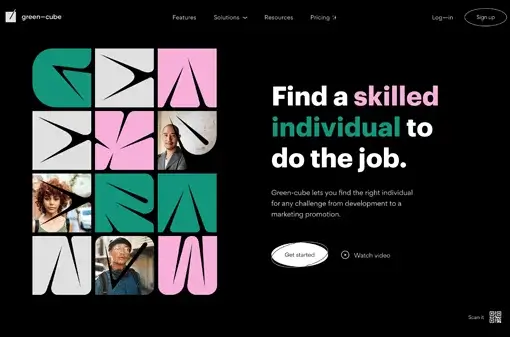 green—cube
Features Solutions Resources Pricing
Log—in
Sign up
Find a skilled
individual to
do the job.
Green-cube lets you find the right individual
for any challenge from development to a
marketing promotion.
Get started
Watch video
Scan it